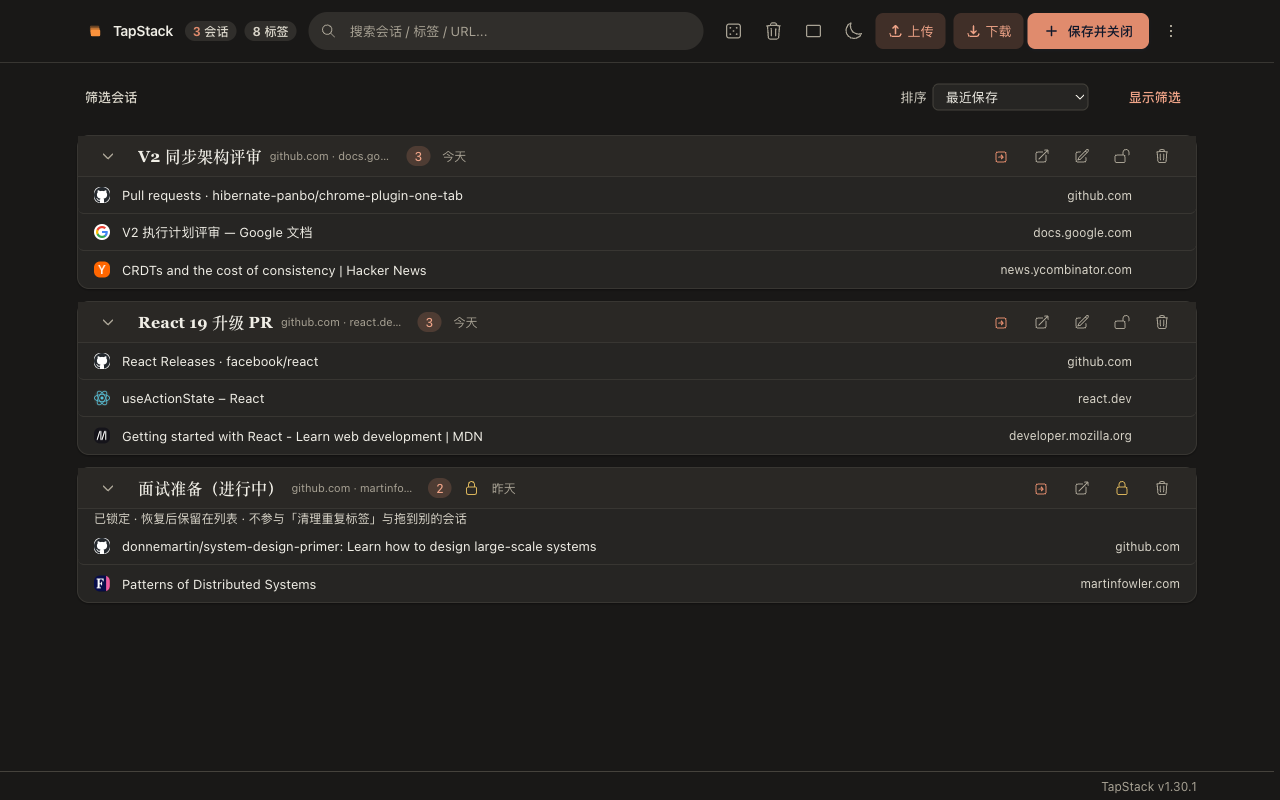 TapStack 3 会话 8 标签 搜索会话 / 标签 / URL... 上传 下载 保存并关闭
筛选会话 排序 最近保存 显示筛选
V2 同步架构评审 github.com · docs.go... 3 今天
Pull requests · hibernate-panbo/chrome-plugin-one-tab github.com
V2 执行计划评审 — Google 文档 docs.google.com
CRDTs and the cost of consistency | Hacker News news.ycombinator.com
React 19 升级 PR github.com · react.de... 3 今天
React Releases · facebook/react github.com
useActionState – React react.dev
Getting started with React - Learn web development | MDN developer.mozilla.org
面试准备（进行中） github.com · martinfo... 2 昨天
已锁定 · 恢复后保留在列表 · 不参与「清理重复标签」与拖到别的会话
donnemartin/system-design-primer: Learn how to design large-scale systems github.com
Patterns of Distributed Systems martinfowler.com
TapStack v1.30.1